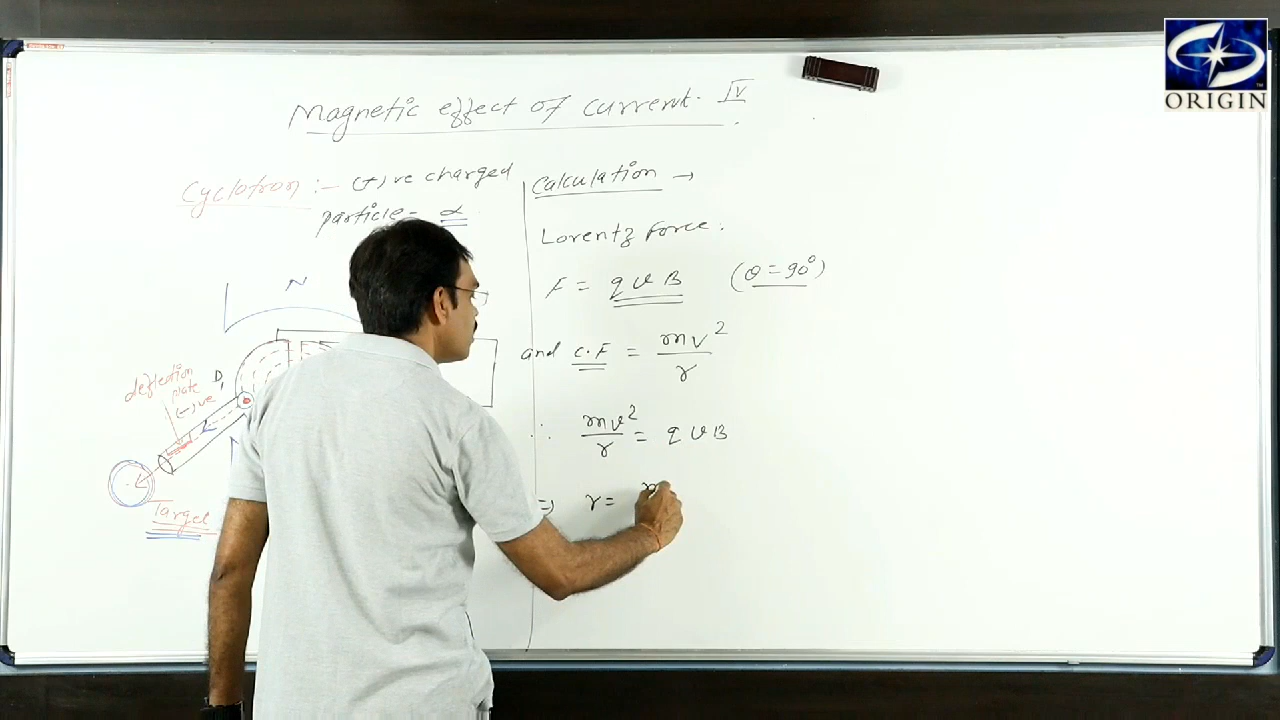 Magnetic effect of current. IV
Cyclotron :- (+)ve charged
particle - α
N
D1
deflection
plate
(-)ve
Target
Calculation →
Lorentz Force.
F = qvB (θ = 90°)
and C.F = mv²/r
∴ mv²/r = qvB
⇒ r = m
ORIGIN